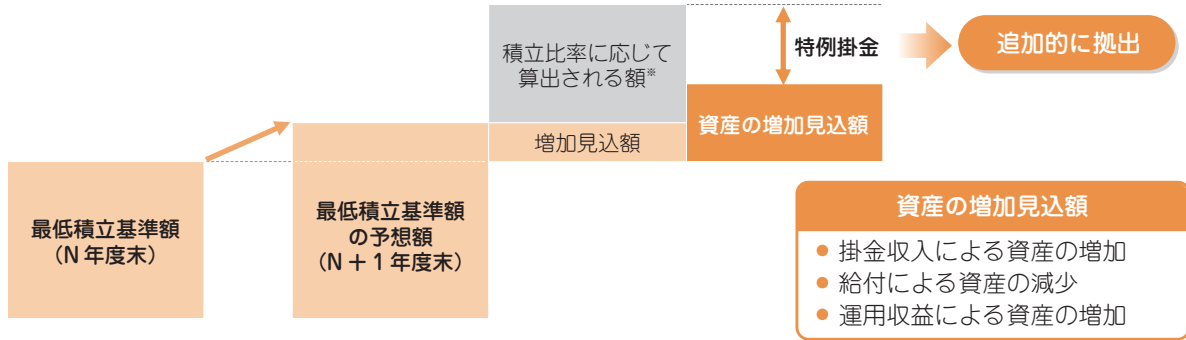 最低積立基準額
（N 年度末）
最低積立基準額
の予想額
（N ＋ 1 年度末）
積立比率に応じて
算出される額※
増加見込額
資産の増加見込額
特例掛金
追加的に拠出
資産の増加見込額
● 掛金収入による資産の増加
● 給付による資産の減少
● 運用収益による資産の増加